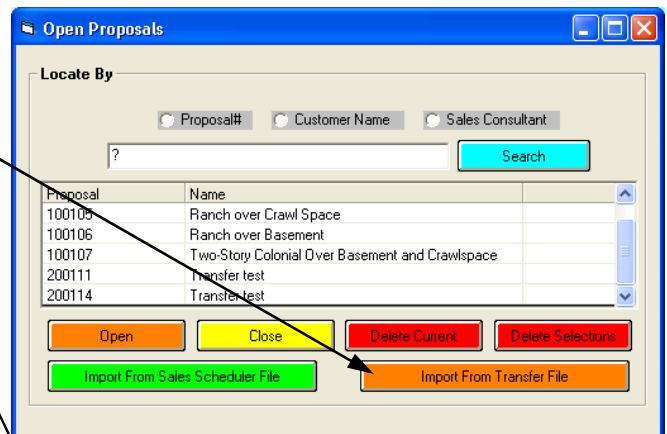 Open Proposals
Locate By
Proposal# Customer Name Sales Consultant
? Search
Proposal Name
100105 Ranch over Crawl Space
100106 Ranch over Basement
100107 Two-Story Colonial Over Basement and Crawlspace
200111 Transfer test
200114 Transfer test
Open Close Delete Current Delete Selections
Import From Sales Scheduler File Import From Transfer File